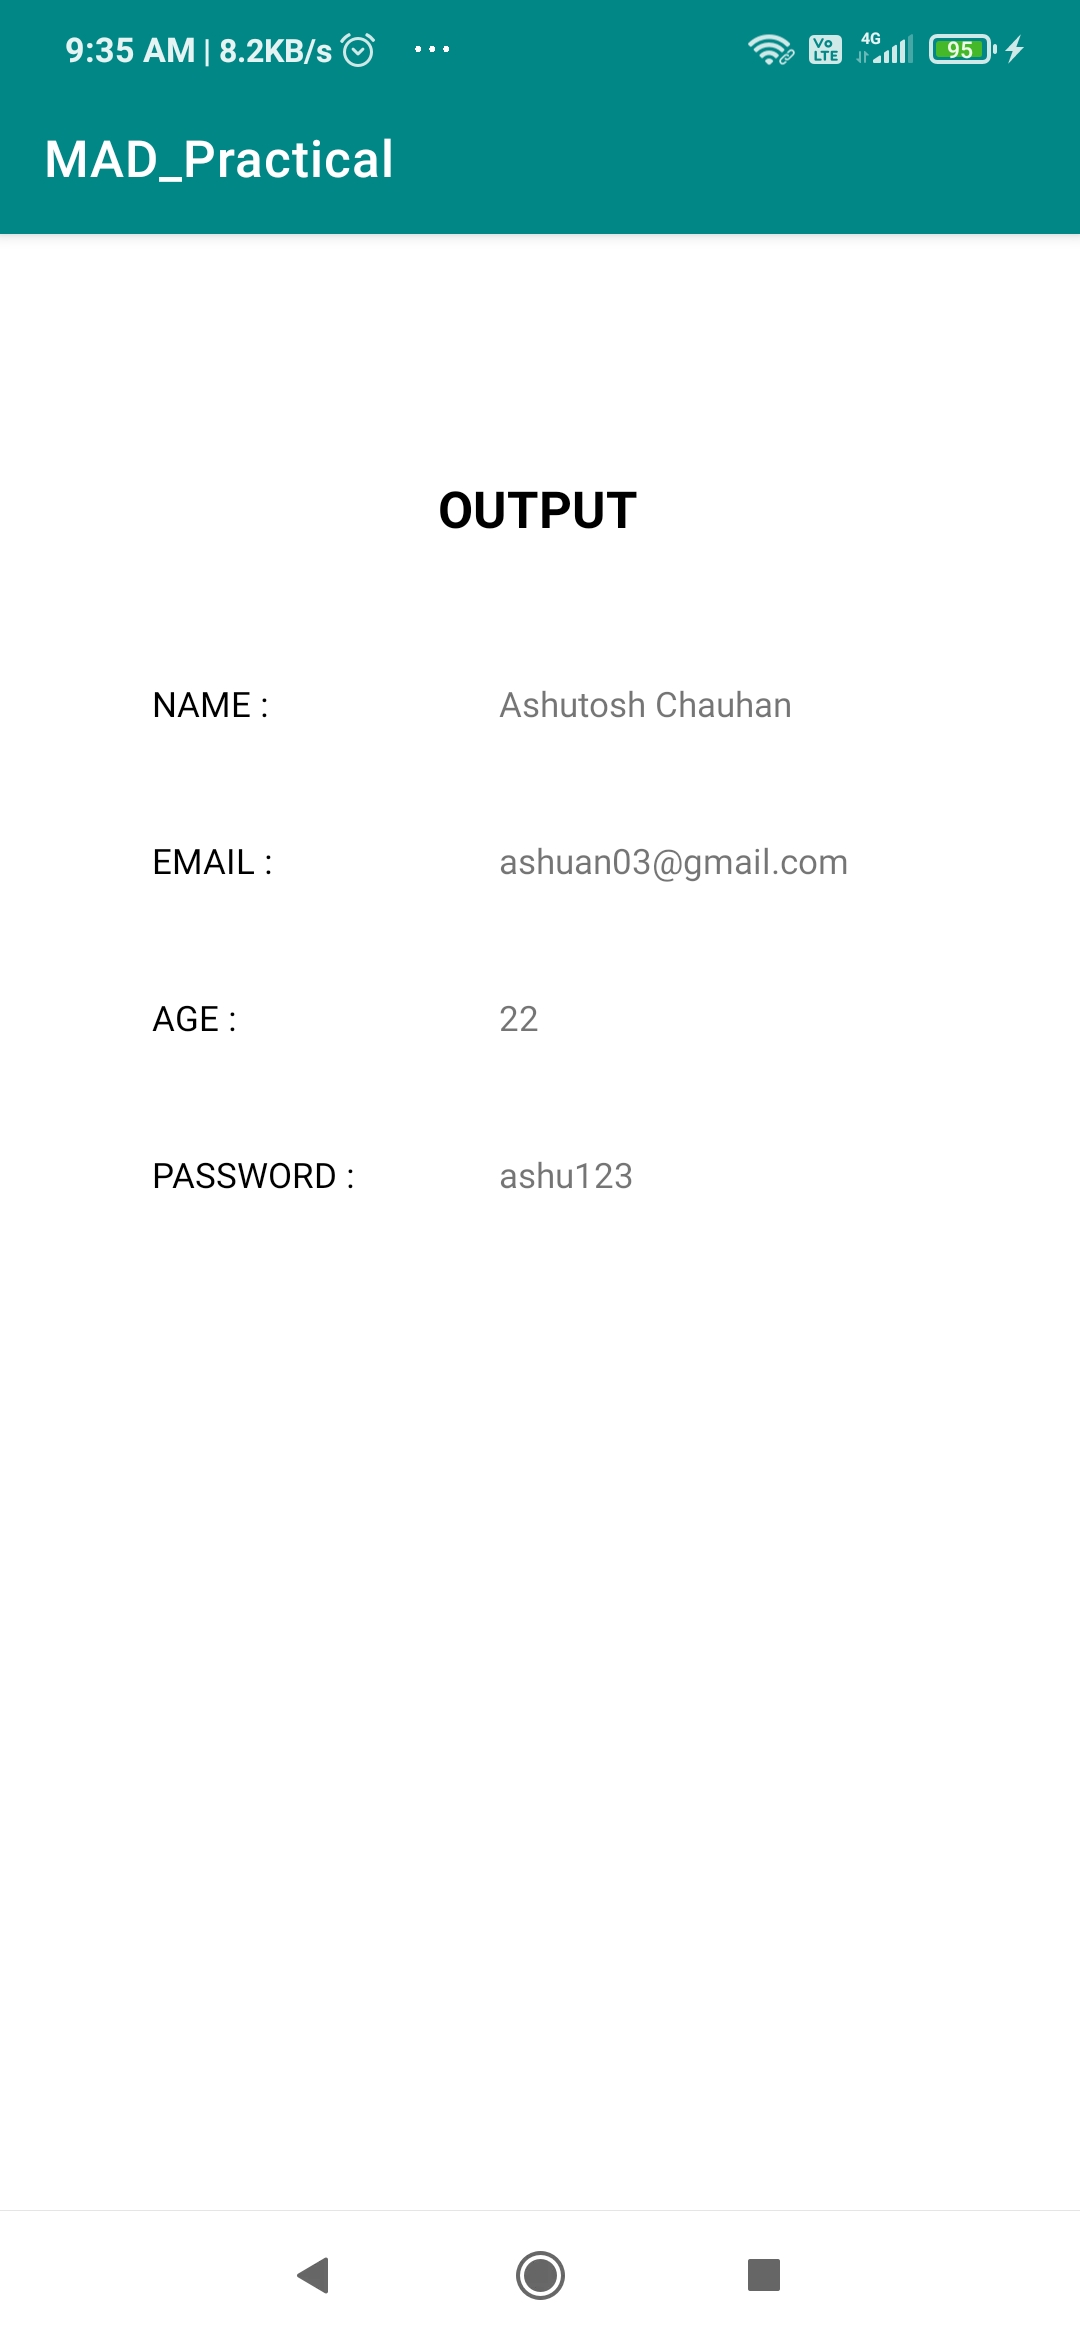 9:35 AM | 8.2KB/s ...
Vo LTE 4G 95
MAD_Practical
OUTPUT
NAME : Ashutosh Chauhan
EMAIL : ashuan03@gmail.com
AGE : 22
PASSWORD : ashu123